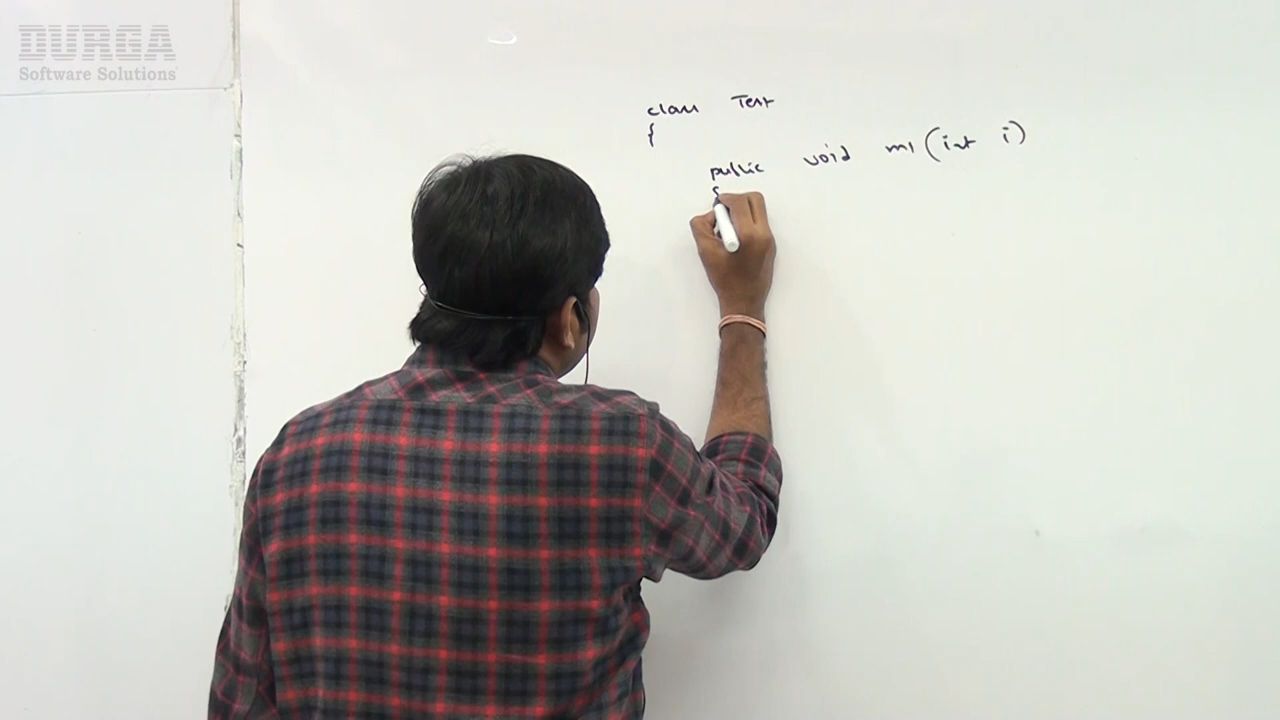 DURGA
Software Solutions
class Test
{
public void m1(int i)
{